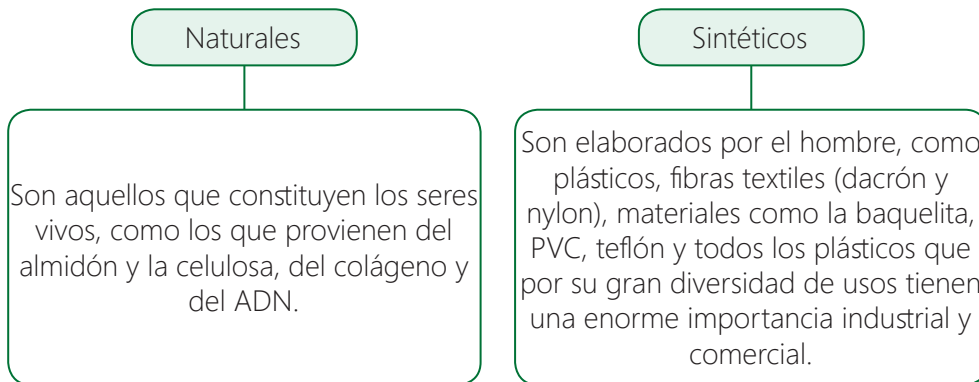 Naturales
Son aquellos que constituyen los seres
vivos, como los que provienen del
almidón y la celulosa, del colágeno y
del ADN.
Sintéticos
Son elaborados por el hombre, como
plásticos, fibras textiles (dacrón y
nylon), materiales como la baquelita,
PVC, teflón y todos los plásticos que
por su gran diversidad de usos tienen
una enorme importancia industrial y
comercial.